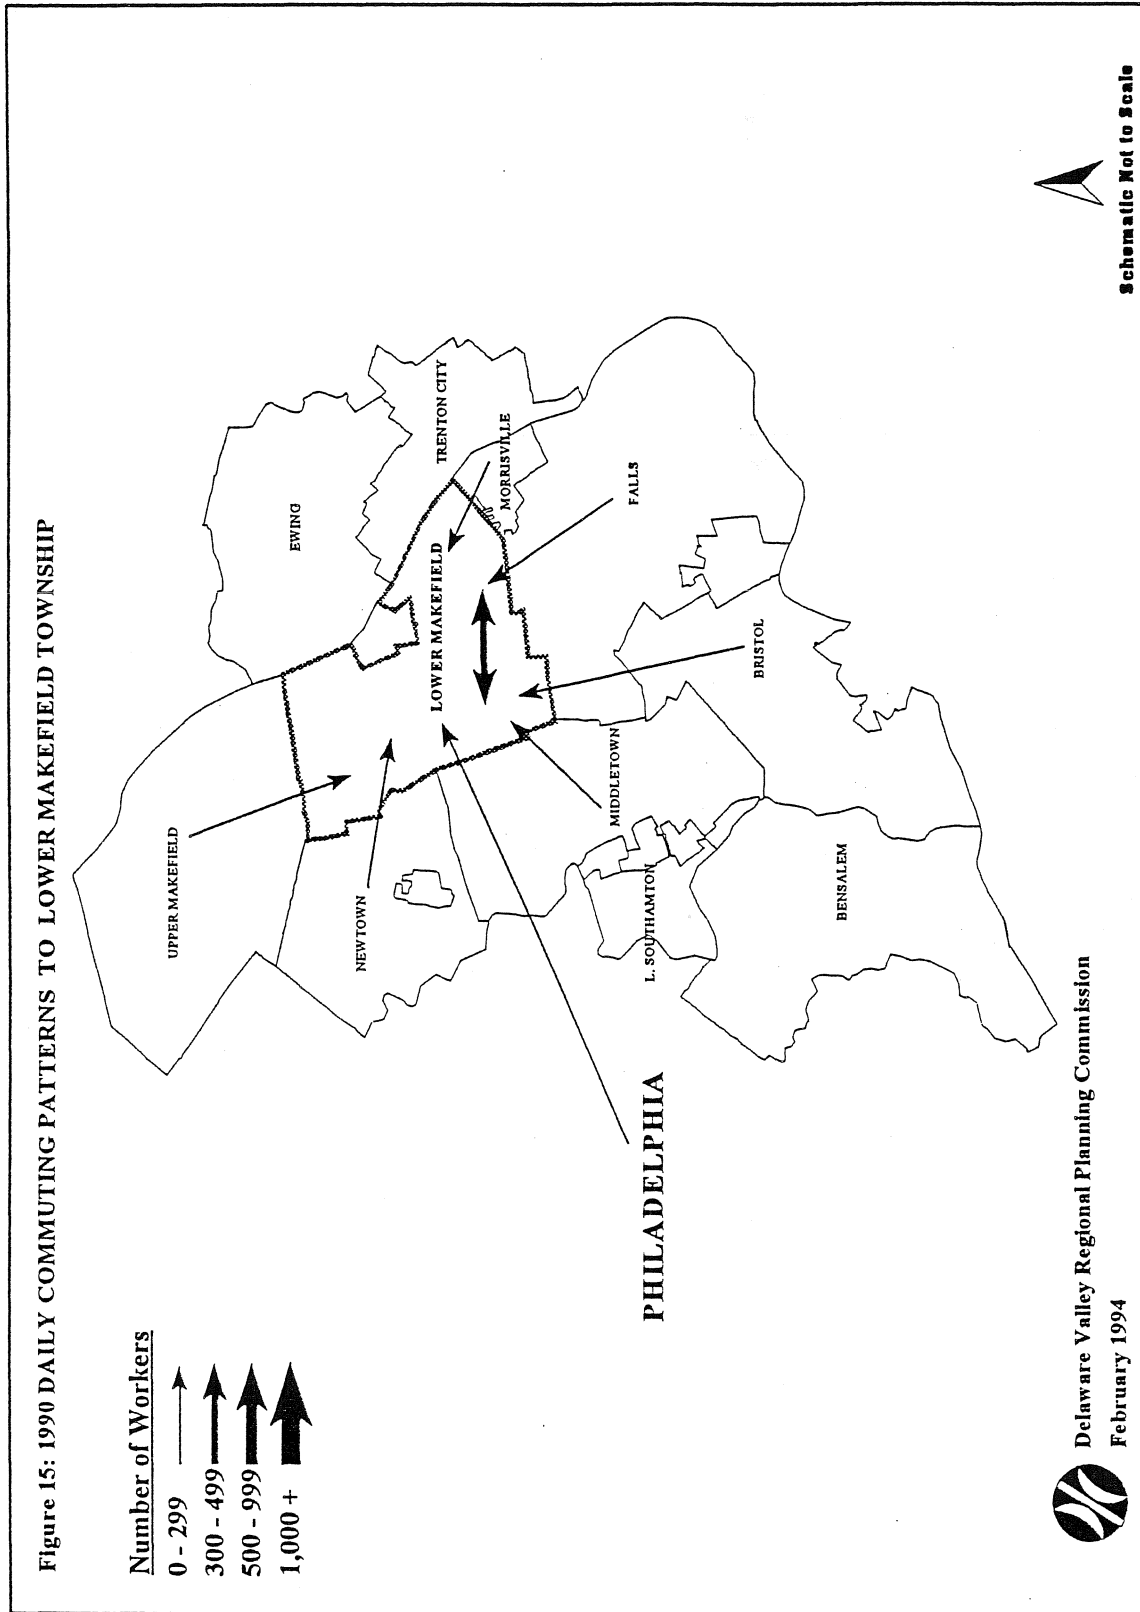 Figure 15: 1990 DAILY COMMUTING PATTERNS TO LOWER MAKEFIELD TOWNSHIP
Number of Workers
0 - 299
300 - 499
500 - 999
1,000 +
UPPER MAKEFIELD
EWING
NEWTOWN
TRENTON CITY
LOWER MAKEFIELD
MORRISVILLE
FALLS
MIDDLETOWN
L. SOUTHAMTON
PHILADELPHIA
BRISTOL
BENSALEM
Delaware Valley Regional Planning Commission
February 1994
Schematic Not to Scale